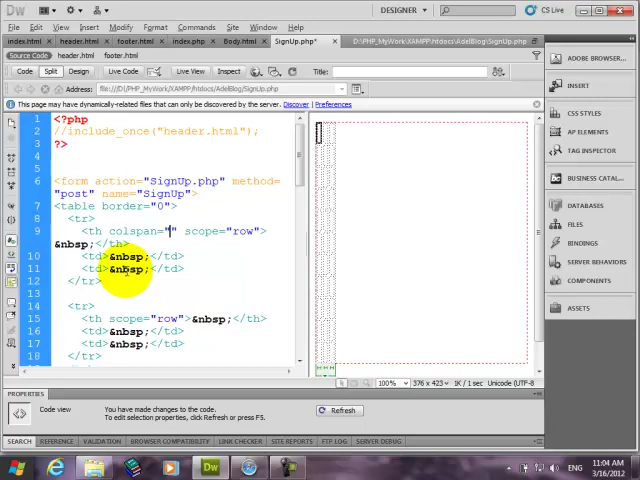 Dw
DESIGNER
CS Live
File Edit View Insert Modify Format Commands Site Window Help
index.html header.html footer.html index.php Body.html SignUp.php* D:\PHP_MyWork\XAMPP\htdocs\AdelBlog\SignUp.php
Source Code header.html footer.html
Code Split Design Live Code Live View Inspect Title:
Address: file:///D|/PHP_MyWork/XAMPP/htdocs/AdelBlog/SignUp.php
This page may have dynamically-related files that can only be discovered by the server. Discover | Preferences
1 <?php
2 //include_once("header.html");
3 ?>
4
5
6 <form action="SignUp.php" method=
"post" name="SignUp">
7 <table border="0">
8 <tr>
9 <th colspan="" scope="row">
&nbsp;</th>
10 <td>&nbsp;</td>
11 <td>&nbsp;</td>
12 </tr>
13
14 <tr>
15 <th scope="row">&nbsp;</th>
16 <td>&nbsp;</td>
17 <td>&nbsp;</td>
18 </tr>
100% 376 x 423 1K / 1 sec Unicode (UTF-8
ADOBE BROWSER...
INSERT
CSS STYLES
AP ELEMENTS
TAG INSPECTOR
BUSINESS CATAL...
DATABASES
FILES
BINDINGS
SERVER BEHAVIORS
COMPONENTS
ASSETS
PROPERTIES
Code view
You have made changes to the code.
To edit selection properties, click Refresh or press F5.
Refresh
SEARCH REFERENCE VALIDATION BROWSER COMPATIBILITY LINK CHECKER SITE REPORTS FTP LOG SERVER DEBUG
Dw
ENG
11:04 AM
3/16/2012